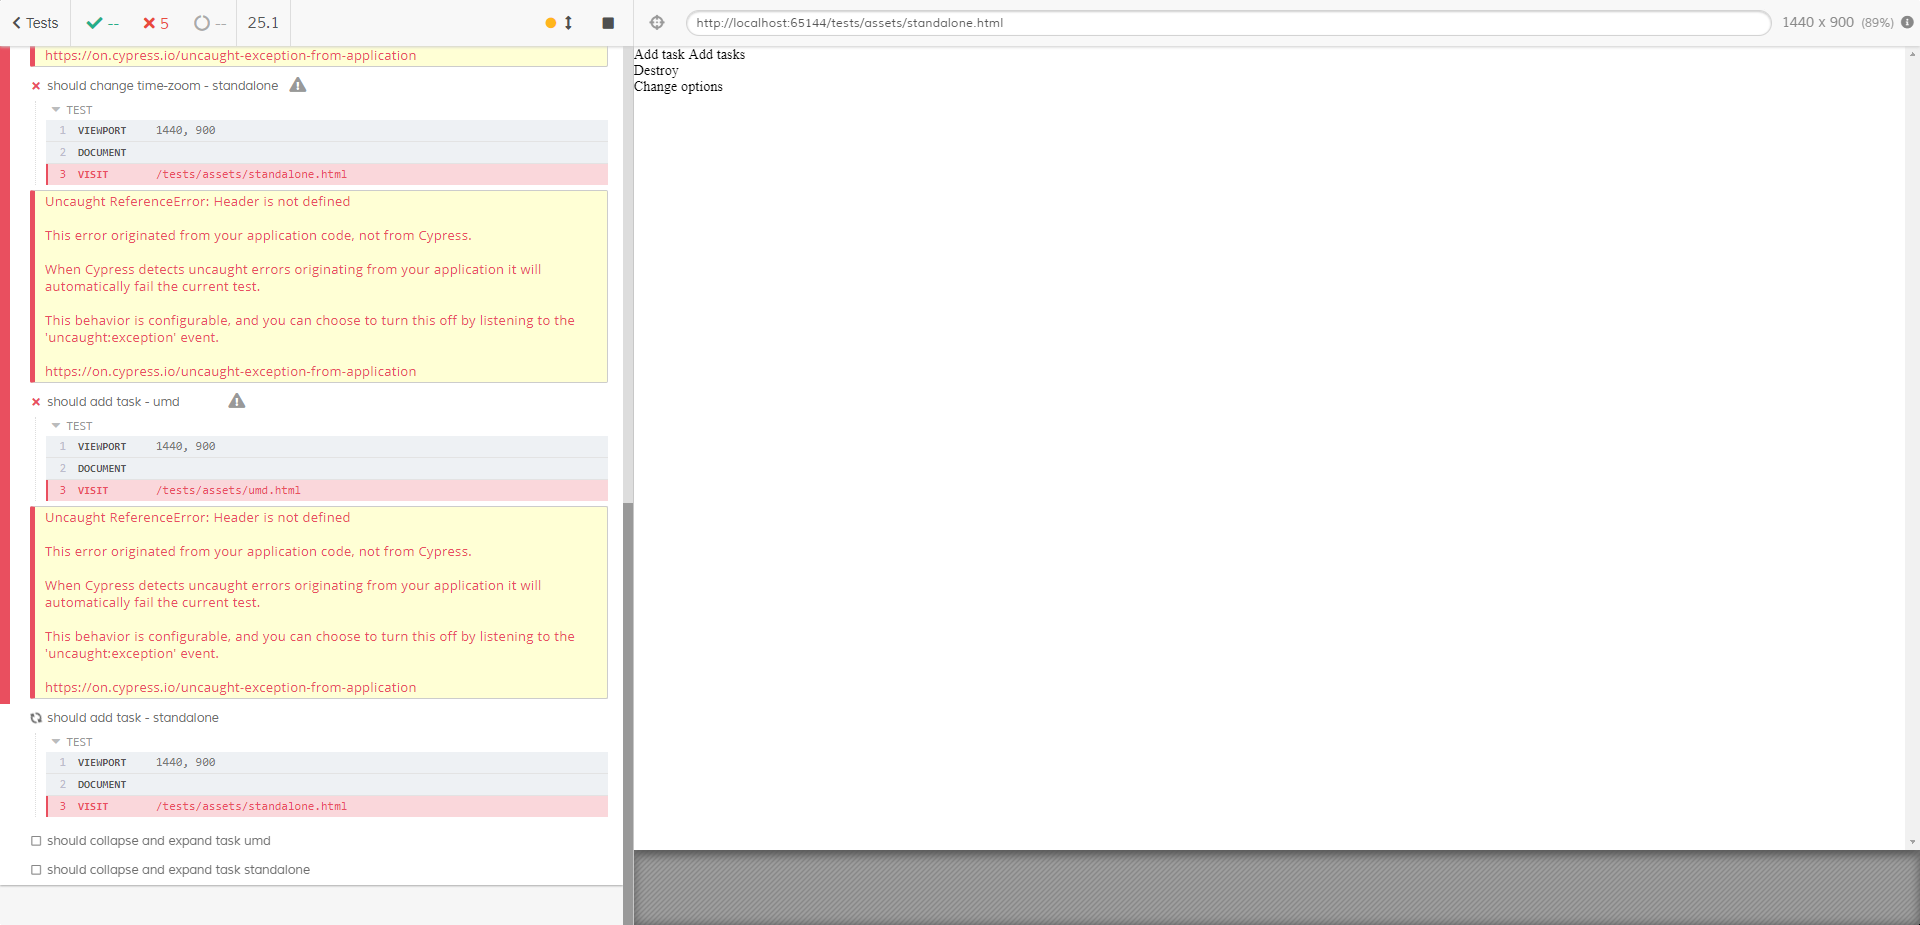 Tests
--
5
--
25.1
http://localhost:65144/tests/assets/standalone.html
1440 x 900 (89%)
https://on.cypress.io/uncaught-exception-from-application
should change time-zoom - standalone
TEST
1 VIEWPORT 1440, 900
2 DOCUMENT
3 VISIT /tests/assets/standalone.html
Uncaught ReferenceError: Header is not defined
This error originated from your application code, not from Cypress.
When Cypress detects uncaught errors originating from your application it will
automatically fail the current test.
This behavior is configurable, and you can choose to turn this off by listening to the
'uncaught:exception' event.
https://on.cypress.io/uncaught-exception-from-application
should add task - umd
TEST
1 VIEWPORT 1440, 900
2 DOCUMENT
3 VISIT /tests/assets/umd.html
Uncaught ReferenceError: Header is not defined
This error originated from your application code, not from Cypress.
When Cypress detects uncaught errors originating from your application it will
automatically fail the current test.
This behavior is configurable, and you can choose to turn this off by listening to the
'uncaught:exception' event.
https://on.cypress.io/uncaught-exception-from-application
should add task - standalone
TEST
1 VIEWPORT 1440, 900
2 DOCUMENT
3 VISIT /tests/assets/standalone.html
should collapse and expand task umd
should collapse and expand task standalone
Add task Add tasks
Destroy
Change options